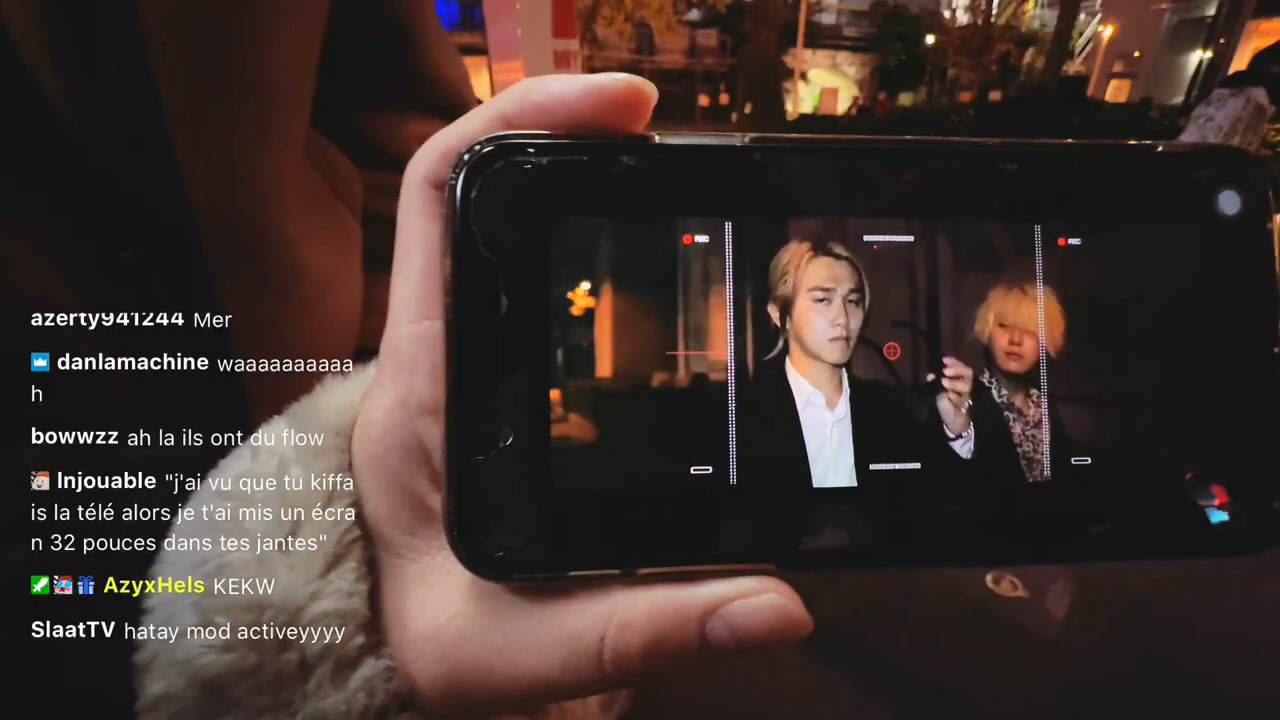 REC
REC
azerty941244 Mer
danlamachine waaaaaaaaaa
h
bowwzz ah la ils ont du flow
Injouable "j'ai vu que tu kiffa
is la télé alors je t'ai mis un écra
n 32 pouces dans tes jantes"
AzyxHels KEKW
SlaatTV hatay mod activeyyyy